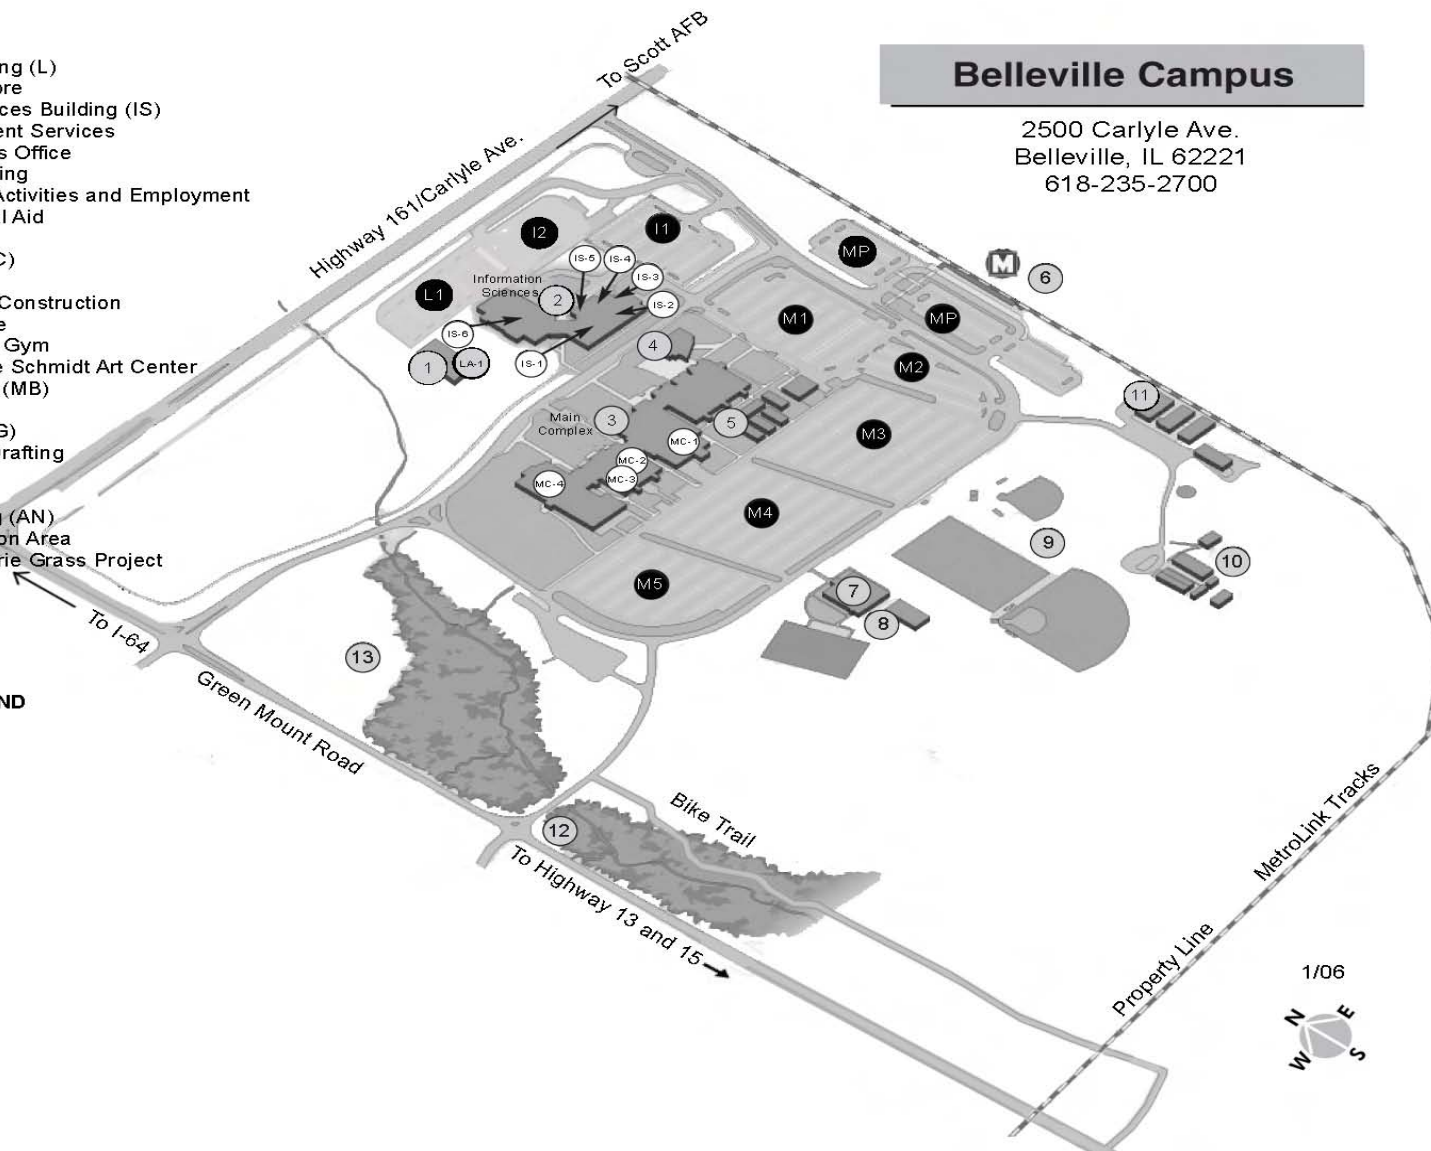 ng (L)
ore
ces Building (IS)
ent Services
s Office
ing
Activities and Employment
l Aid
C)
Construction
e
Gym
e Schmidt Art Center
(MB)
G)
rafting
g (AN)
on Area
rie Grass Project
ND
Belleville Campus
2500 Carlyle Ave.
Belleville, IL 62221
618-235-2700
To Scott AFB
Highway 161/Carlyle Ave.
I2
I1
L1
Information
Sciences
2
IS-5
IS-4
IS-3
IS-2
IS-6
IS-1
1
LA-1
MP
M
6
MP
M1
M2
4
3
Main
Complex
5
MC-1
MC-2
MC-3
MC-4
M3
M4
M5
11
9
10
7
8
13
To I-64
Green Mount Road
12
Bike Trail
To Highway 13 and 15
MetroLink Tracks
Property Line
1/06
N
E
W
S